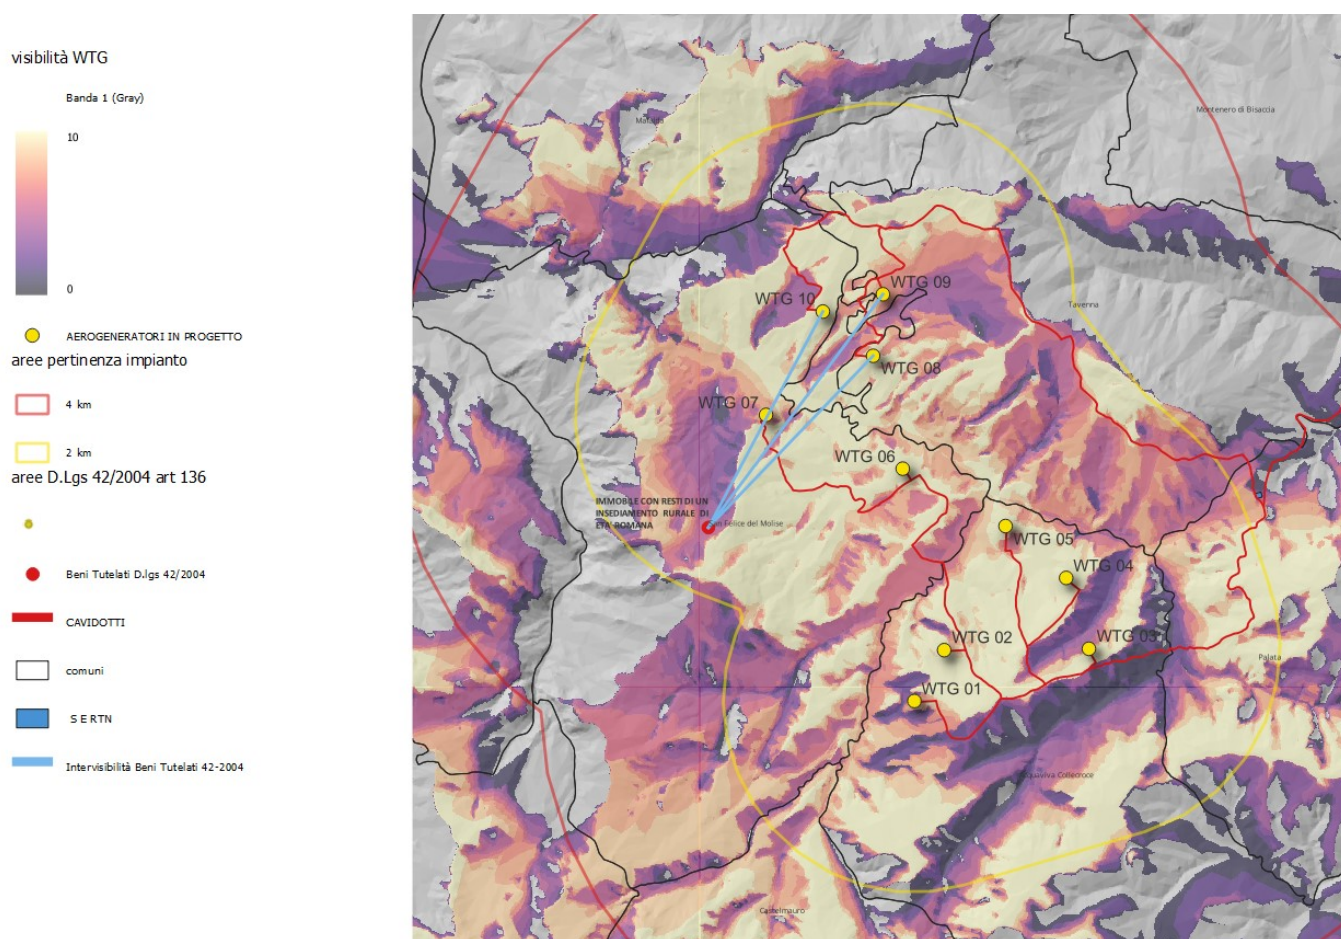 visibilità WTG
Banda 1 (Gray)
10
0
AEROGENERATORI IN PROGETTO
aree pertinenza impianto
4 km
2 km
aree D.Lgs 42/2004 art 136
Beni Tutelati D.lgs 42/2004
CAVIDOTTI
comuni
S E RTN
Intervisibilità Beni Tutelati 42-2004
Montenero di Bisaccia
Mafalda
Tavenna
WTG 10
WTG 09
WTG 08
WTG 07
WTG 06
IMMOBILE CON RESTI DI UN
INSEDIAMENTO RURALE DI
ETA' ROMANA
San Felice del Molise
WTG 05
WTG 04
WTG 03
WTG 02
WTG 01
Palata
Acquaviva Collecroce
Castelmauro